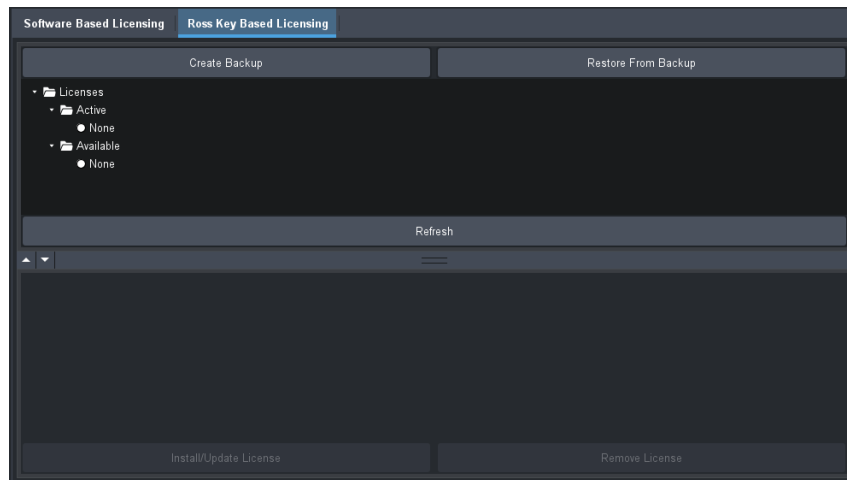 Software Based Licensing Ross Key Based Licensing
Create Backup Restore From Backup
Licenses
Active
None
Available
None
Refresh
Install/Update License Remove License